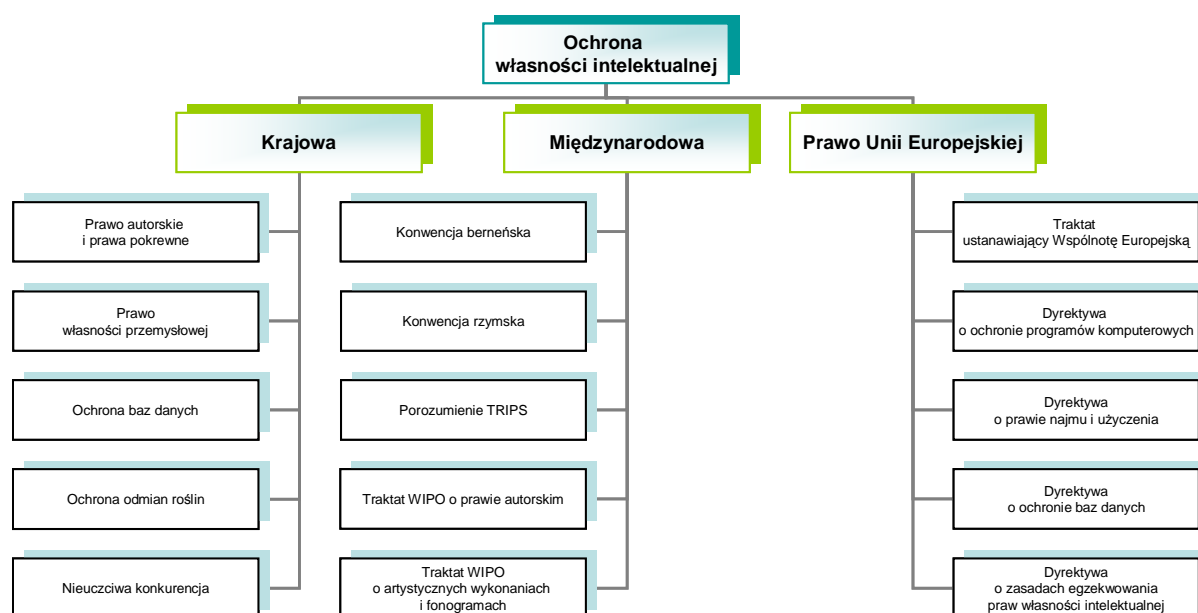 Ochrona
własności intelektualnej
Krajowa
Międzynarodowa
Prawo Unii Europejskiej
Prawo autorskie
i prawa pokrewne
Prawo
własności przemysłowej
Ochrona baz danych
Ochrona odmian roślin
Nieuczciwa konkurencja
Konwencja berneńska
Konwencja rzymska
Porozumienie TRIPS
Traktat WIPO o prawie autorskim
Traktat WIPO
o artystycznych wykonaniach
i fonogramach
Traktat
ustanawiający Wspólnotę Europejską
Dyrektywa
o ochronie programów komputerowych
Dyrektywa
o prawie najmu i użyczenia
Dyrektywa
o ochronie baz danych
Dyrektywa
o zasadach egzekwowania
praw własności intelektualnej